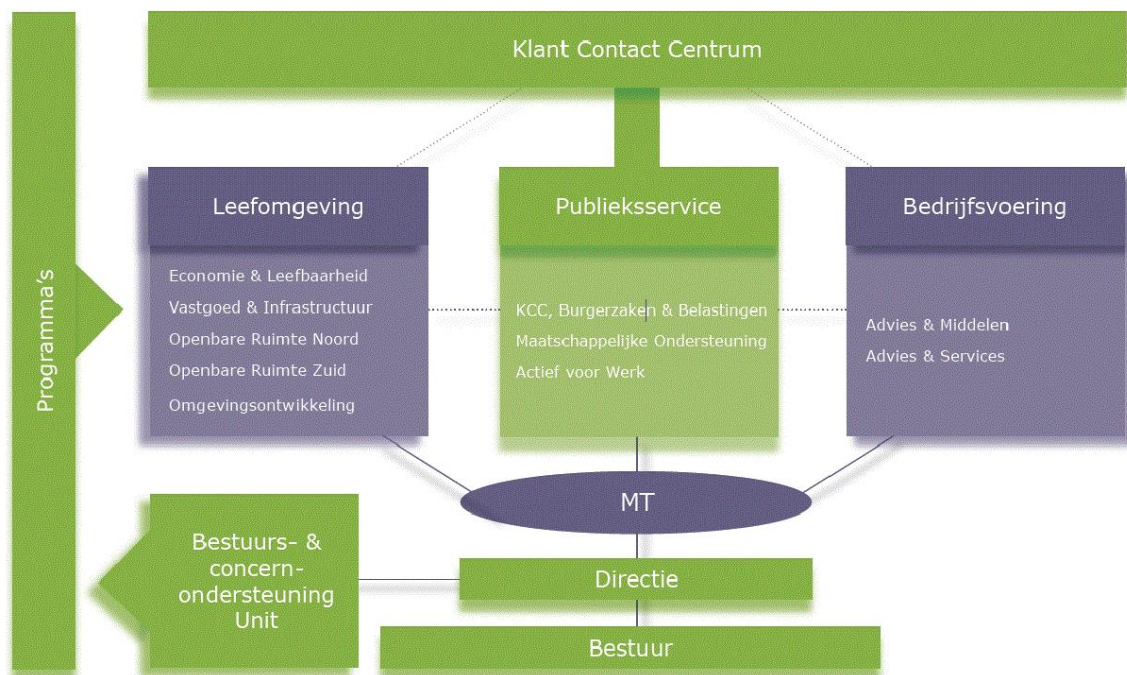 Klant Contact Centrum
Programma's
Leefomgeving
Economie & Leefbaarheid
Vastgoed & Infrastructuur
Openbare Ruimte Noord
Openbare Ruimte Zuid
Omgevingsontwikkeling
Publieksservice
KCC, Burgerzaken & Belastingen
Maatschappelijke Ondersteuning
Actief voor Werk
Bedrijfsvoering
Advies & Middelen
Advies & Services
MT
Bestuurs- &
concern-
ondersteuning
Unit
Directie
Bestuur